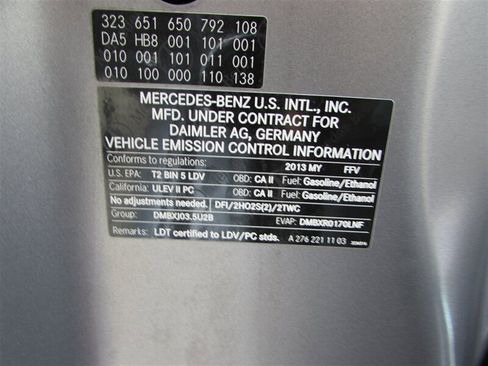 323 651 650 792 108
DA5 HB8 001 101 001
010 001 101 011 001
010 100 000 110 138
MERCEDES-BENZ U.S. INTL., INC.
MFD. UNDER CONTRACT FOR
DAIMLER AG, GERMANY
VEHICLE EMISSION CONTROL INFORMATION
Conforms to regulations: 2013 MY FFV
U.S. EPA: T2 BIN 5 LDV OBD: CA II Fuel: Gasoline/Ethanol
California: ULEV II PC OBD: CA II Fuel: Gasoline/Ethanol
No adjustments needed. DFI/2HO2S(2)/2TWC
Group: DMBXJ03.5U2B EVAP: DMBXR0170LNF
Remarks: LDT certified to LDV/PC stds. A 276 221 11 03